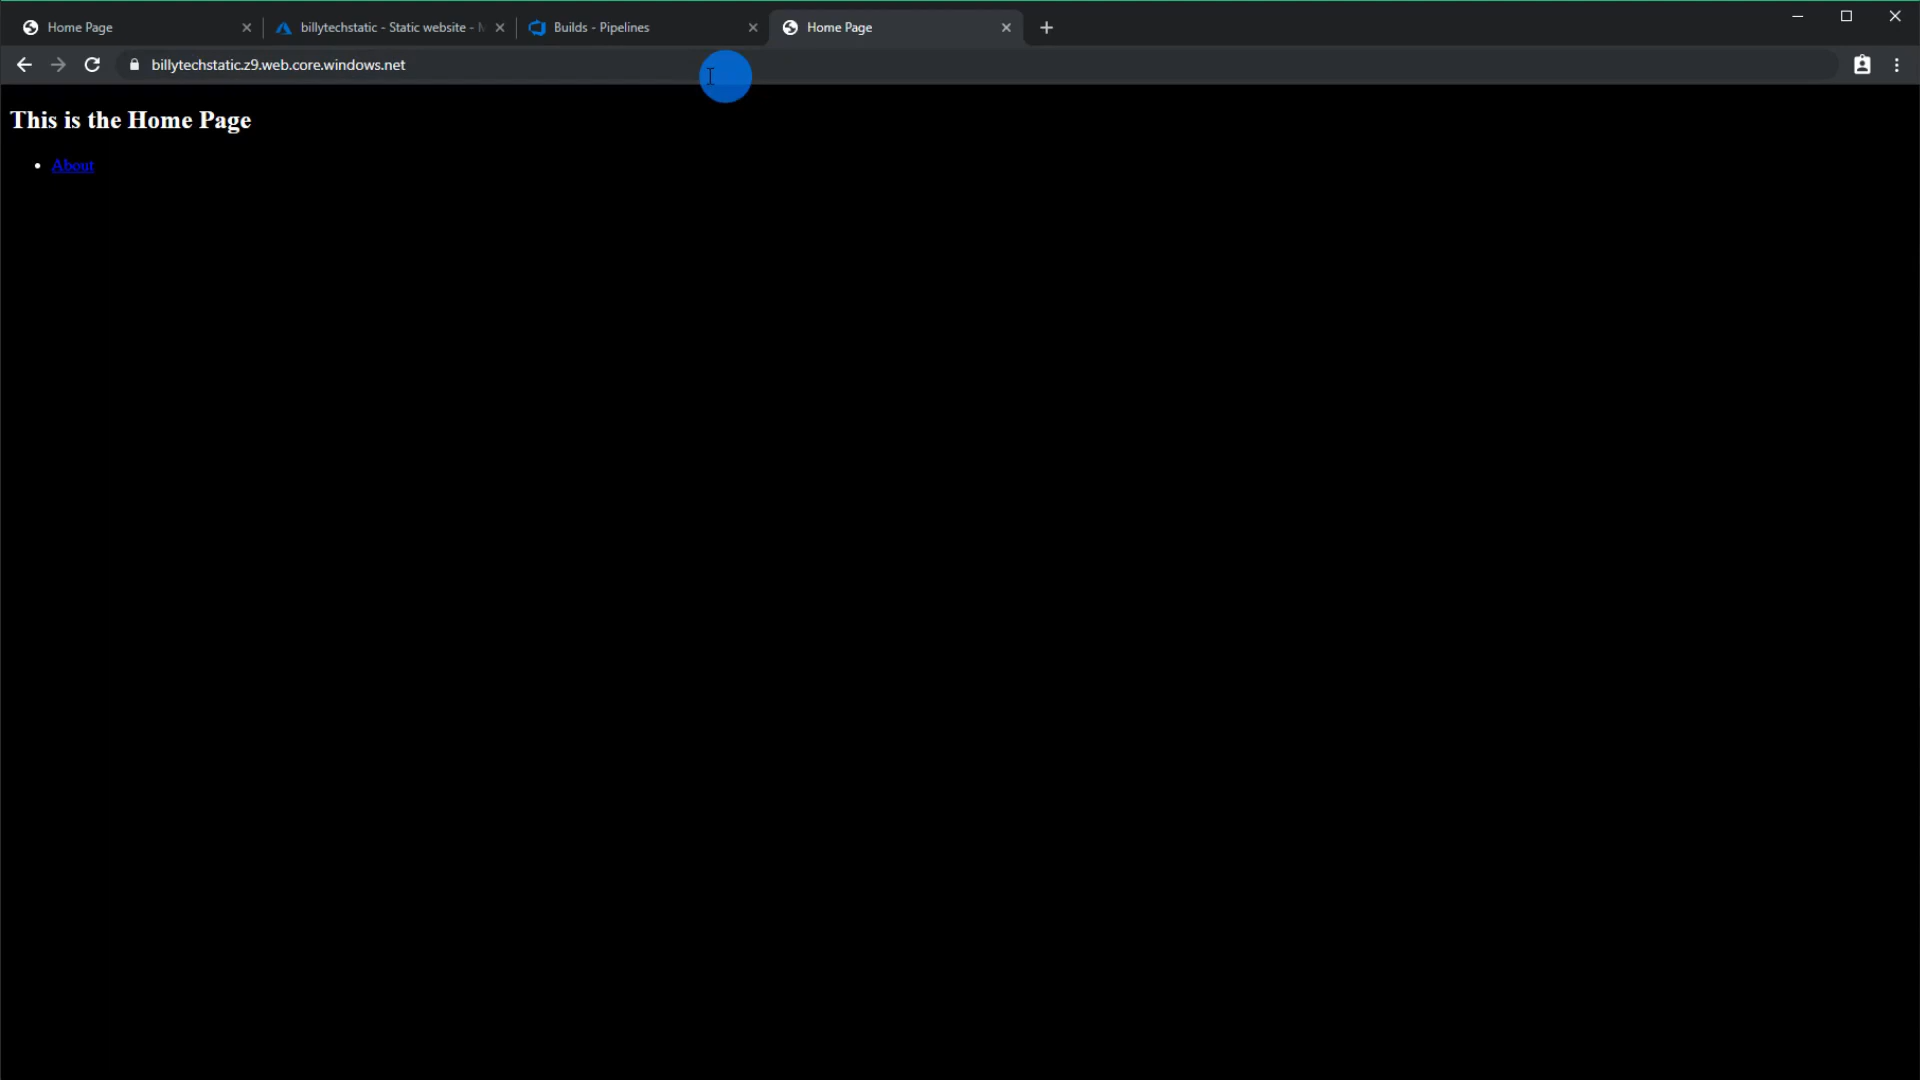 Home Page
billytechstatic - Static website -
Builds - Pipelines
Home Page
billytechstatic.z9.web.core.windows.net
This is the Home Page
• About